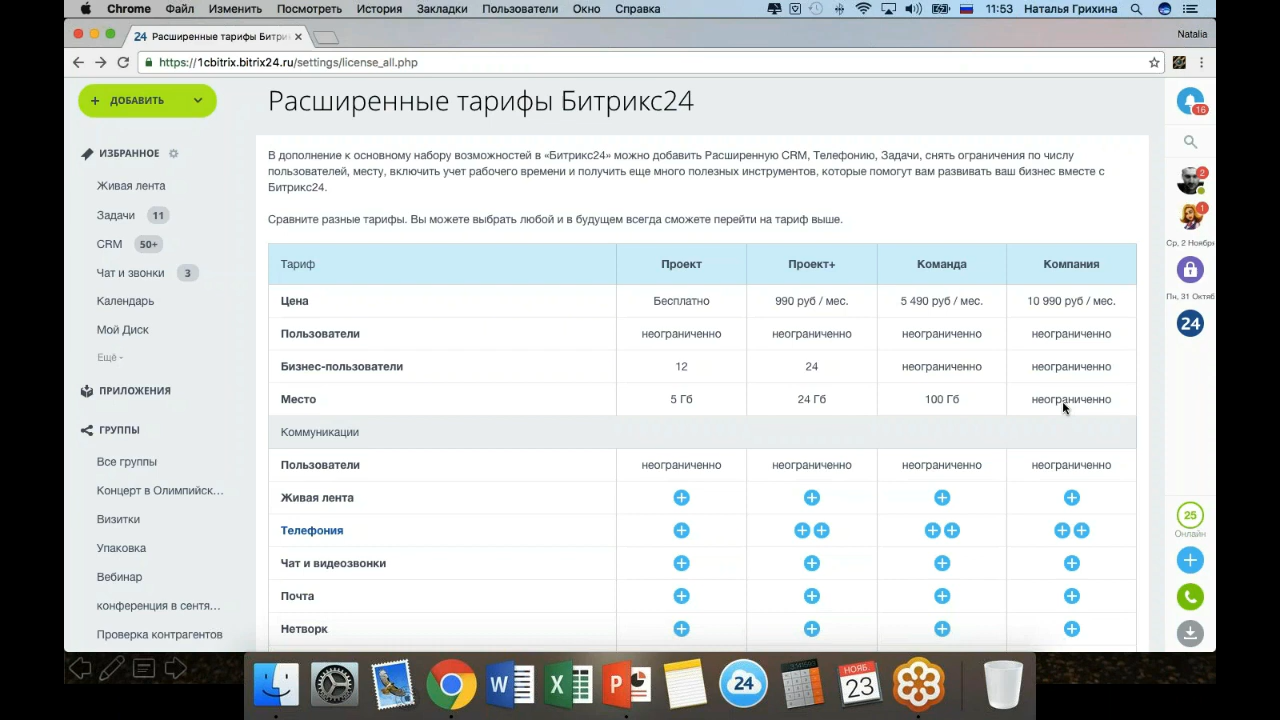 Chrome Файл Изменить Посмотреть История Закладки Пользователи Окно Справка 11:53 Наталья Грихина
24 Расширенные тарифы Битри
Natalia
https://1cbitrix.bitrix24.ru/settings/license_all.php
+ ДОБАВИТЬ
ИЗБРАННОЕ
Живая лента
Задачи 11
CRM 50+
Чат и звонки 3
Календарь
Мой Диск
Ещё
ПРИЛОЖЕНИЯ
ГРУППЫ
Все группы
Концерт в Олимпийск...
Визитки
Упаковка
Вебинар
конференция в сентя...
Проверка контрагентов
Расширенные тарифы Битрикс24
В дополнение к основному набору возможностей в «Битрикс24» можно добавить Расширенную CRM, Телефонию, Задачи, снять ограничения по числу
пользователей, месту, включить учет рабочего времени и получить еще много полезных инструментов, которые помогут вам развивать ваш бизнес вместе с
Битрикс24.
Сравните разные тарифы. Вы можете выбрать любой и в будущем всегда сможете перейти на тариф выше.
Тариф Проект Проект+ Команда Компания
Цена Бесплатно 990 руб / мес. 5 490 руб / мес. 10 990 руб / мес.
Пользователи неограниченно неограниченно неограниченно неограниченно
Бизнес-пользователи 12 24 неограниченно неограниченно
Место 5 Гб 24 Гб 100 Гб неограниченно
Коммуникации
Пользователи неограниченно неограниченно неограниченно неограниченно
Живая лента
Телефония
Чат и видеозвонки
Почта
Нетворк
16
2
1
Ср, 2 Ноябр
Пн, 31 Октяб
24
25
Онлайн
W
X
P
24
НОЯБ.
23